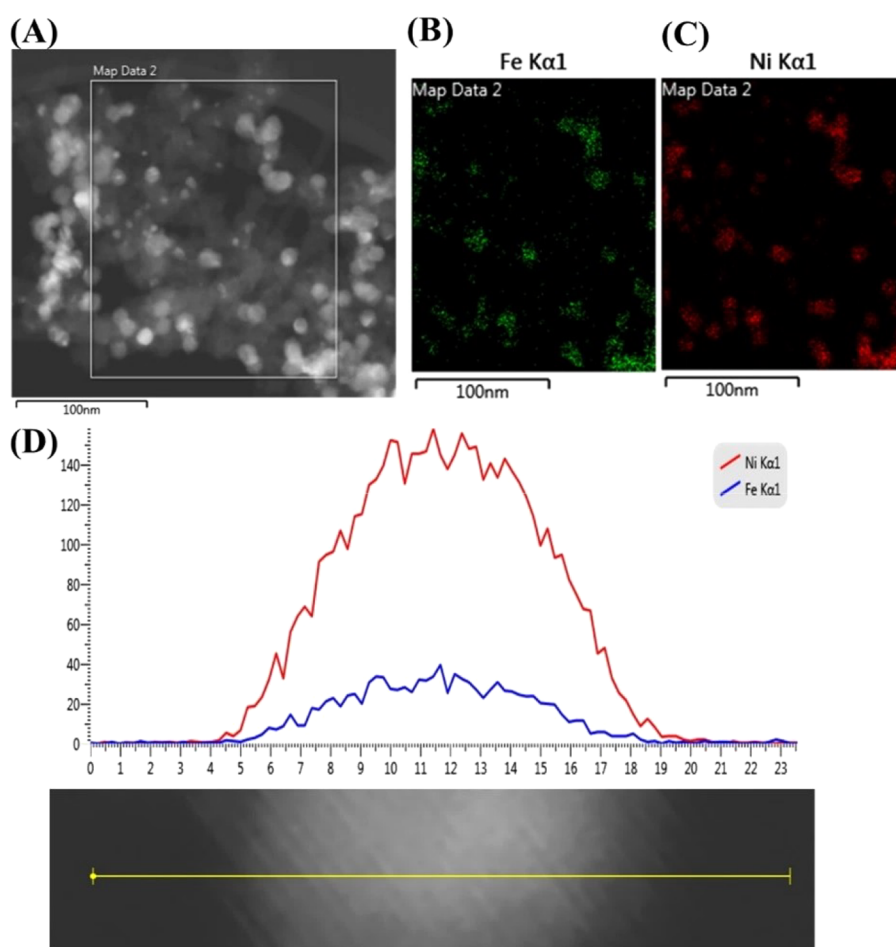 (A)
Map Data 2
100nm
(B)
Fe Kα1
Map Data 2
100nm
(C)
Ni Kα1
Map Data 2
100nm
(D)
140
120
100
80
60
40
20
0
Ni Kα1
Fe Kα1
0 1 2 3 4 5 6 7 8 9 10 11 12 13 14 15 16 17 18 19 20 21 22 23